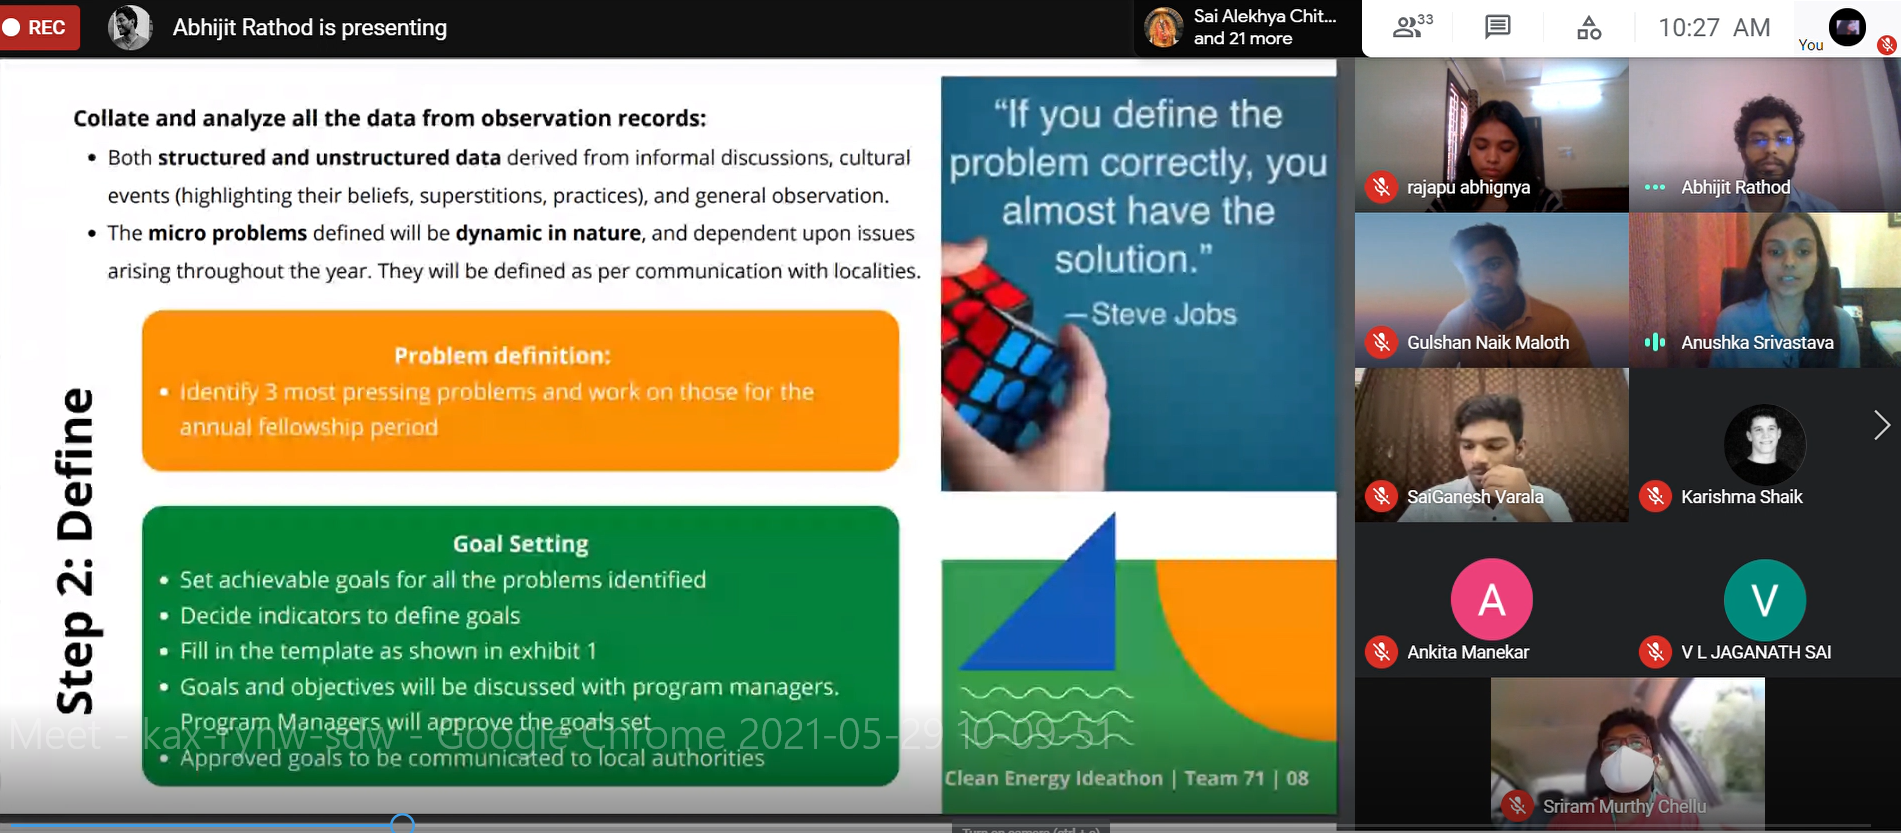 REC
Abhijit Rathod is presenting
Sai Alekhya Chit...
and 21 more
33
10:27 AM
You
Collate and analyze all the data from observation records:
• Both structured and unstructured data derived from informal discussions, cultural
events (highlighting their beliefs, superstitions, practices), and general observation.
• The micro problems defined will be dynamic in nature, and dependent upon issues
arising throughout the year. They will be defined as per communication with localities.
Step 2: Define
Problem definition:
• Identify 3 most pressing problems and work on those for the
annual fellowship period
Goal Setting
• Set achievable goals for all the problems identified
• Decide indicators to define goals
• Fill in the template as shown in exhibit 1
• Goals and objectives will be discussed with program managers.
Program Managers will approve the goals set
• Approved goals to be communicated to local authorities
“If you define the
problem correctly, you
almost have the
solution.”
—Steve Jobs
Clean Energy Ideathon | Team 71 | 08
Meet - kax-rynw-sdw - Google Chrome 2021-05-29 10-09-51
rajapu abhignya
Abhijit Rathod
Gulshan Naik Maloth
Anushka Srivastava
SaiGanesh Varala
Karishma Shaik
A
Ankita Manekar
V
V L JAGANATH SAI
Sriram Murthy Chellu
Turn on camera (ctrl + e)